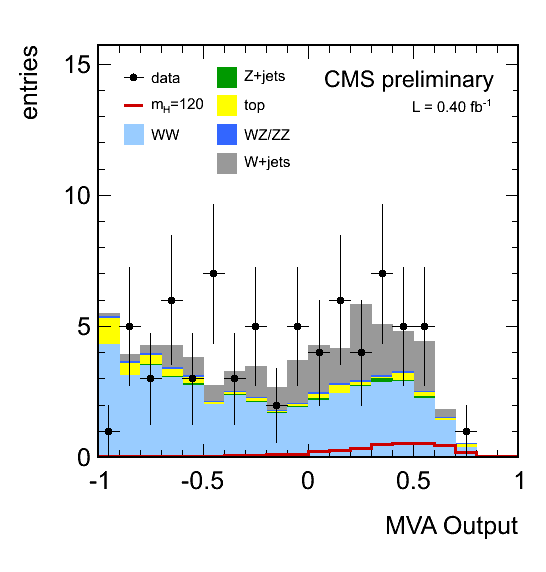 entries
15
10
5
0
data
m_H=120
WW
Z+jets
top
WZ/ZZ
W+jets
CMS preliminary
L = 0.40 fb⁻¹
-1 -0.5 0 0.5 1
MVA Output